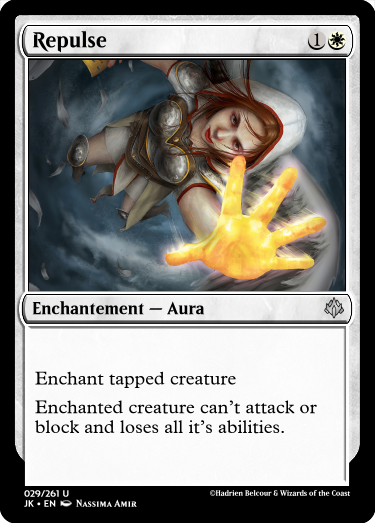 Repulse 1
Enchantement — Aura
Enchant tapped creature
Enchanted creature can't attack or
block and loses all it's abilities.
029/261 U
JK • EN Nassima Amir
©Hadrien Belcour & Wizards of the Coast